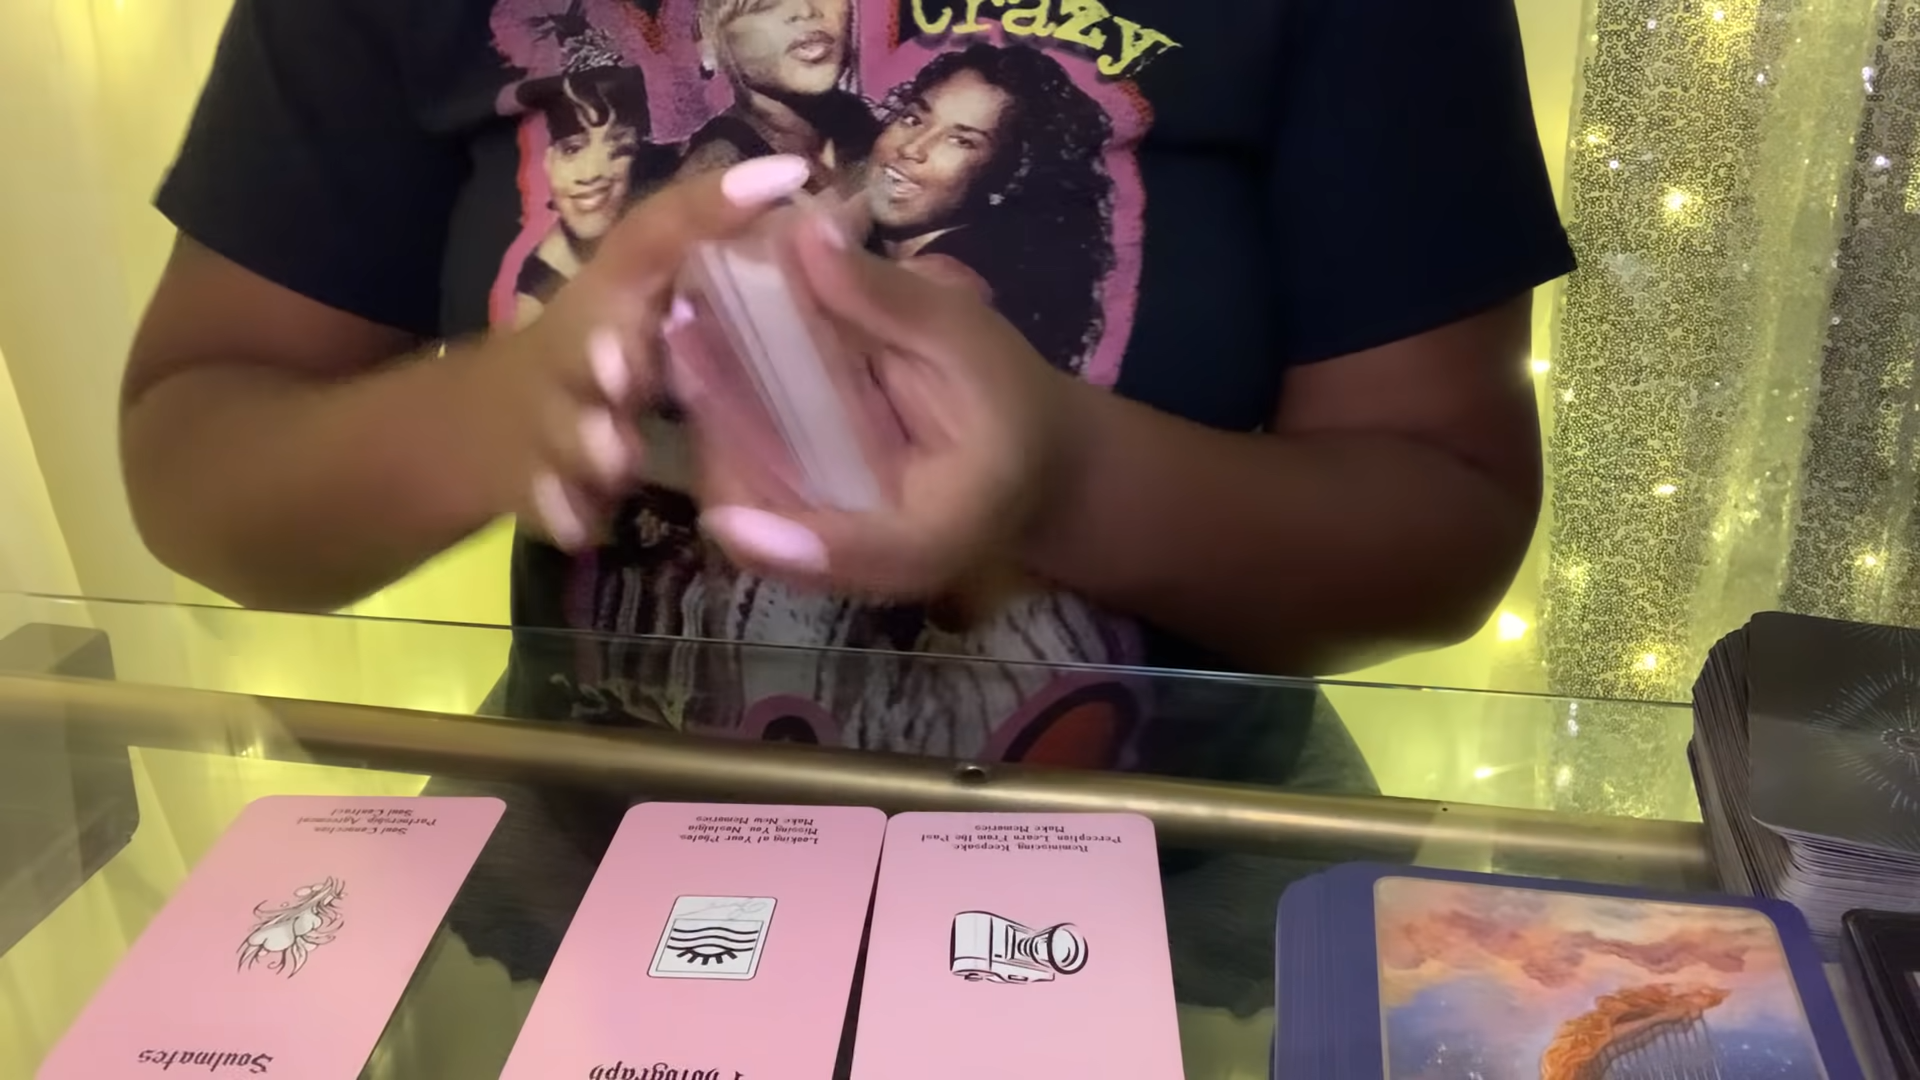 Crazy
Soul Connection
Partnership, Agreement
Soul Contract
Soulmates
Looking at Your Photos
Missing You Nostalgia
Make New Memories
Photograph
Reminiscing, Keepsake,
Perception, Learn From the Past
Make Memories